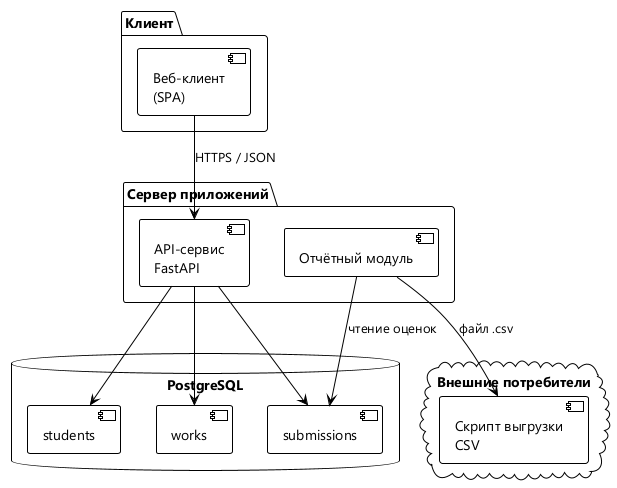 Клиент
Веб-клиент
(SPA)
HTTPS / JSON
Сервер приложений
API-сервис
FastAPI
Отчётный модуль
чтение оценок
файл .csv
PostgreSQL
students
works
submissions
Внешние потребители
Скрипт выгрузки
CSV